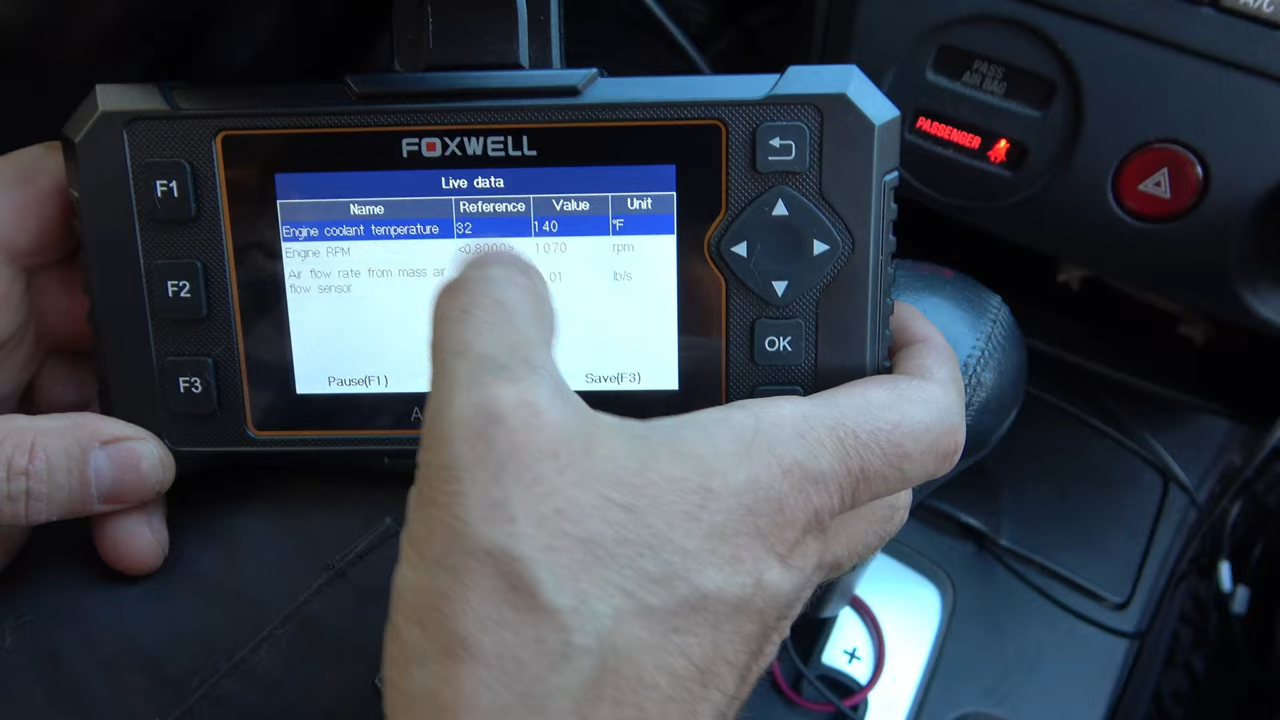 A/C
PASS
AIR BAG
PASSENGER
FOXWELL
F1
F2
F3
Live data
Name Reference Value Unit
Engine coolant temperature 32 140 °F
Engine RPM <0,8000> 1070 rpm
Air flow rate from mass air .01 lb/s
flow sensor
Pause(F1) Save(F3)
OK
A
+